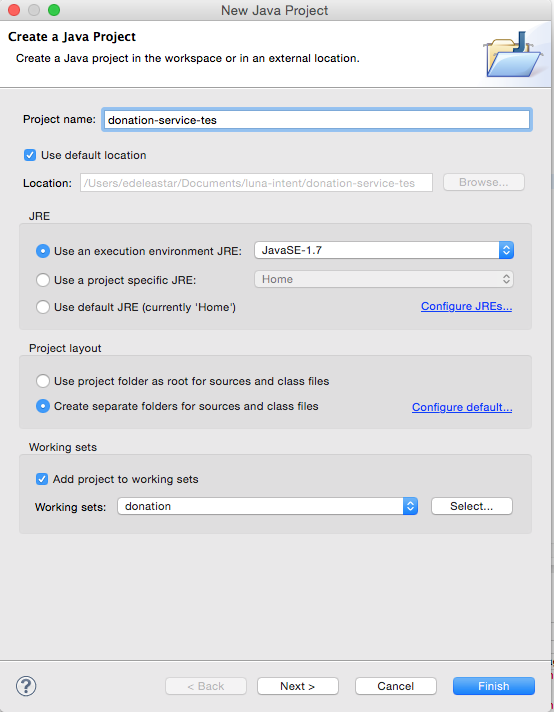 New Java Project
Create a Java Project
Create a Java project in the workspace or in an external location.
Project name: donation-service-tes
Use default location
Location: /Users/edeleastar/Documents/luna-intent/donation-service-tes Browse...
JRE
Use an execution environment JRE: JavaSE-1.7
Use a project specific JRE: Home
Use default JRE (currently 'Home') Configure JREs...
Project layout
Use project folder as root for sources and class files
Create separate folders for sources and class files Configure default...
Working sets
Add project to working sets
Working sets: donation Select...
? < Back Next > Cancel Finish